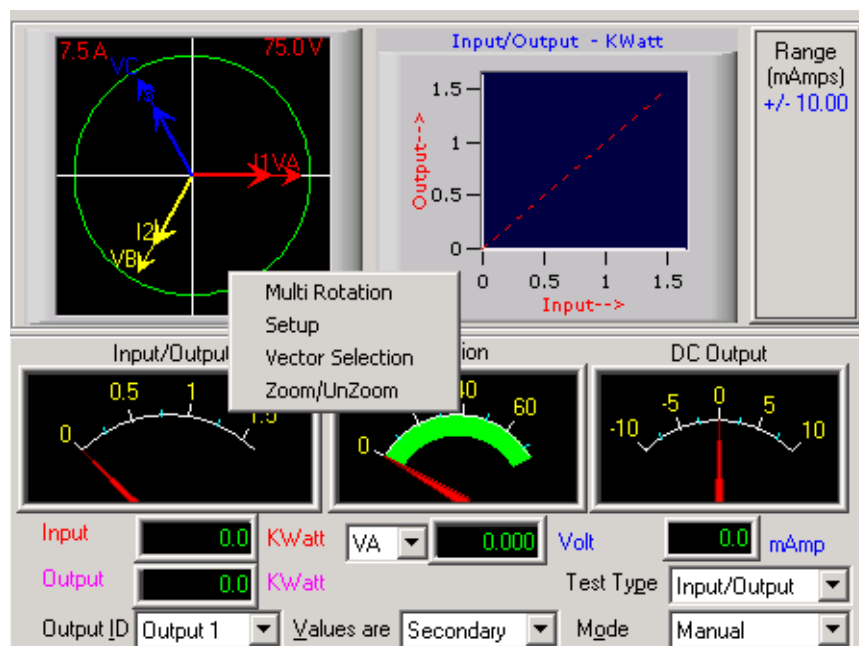 7.5 A
75.0 V
VC
I1VA
I2
VB
Input/Output - KWatt
Output-->
1.5
1
0.5
0
0
0.5
1
1.5
Input-->
Range
(mAmps)
+/- 10.00
Multi Rotation
Setup
Vector Selection
Zoom/UnZoom
Input/Output
ion
DC Output
0
0.5
1
1.5
0
40
60
-10
-5
0
5
10
Input
0.0
KWatt
VA
0.000
Volt
0.0
mAmp
Output
0.0
KWatt
Test Type
Input/Output
Output ID
Output 1
Values are
Secondary
Mode
Manual